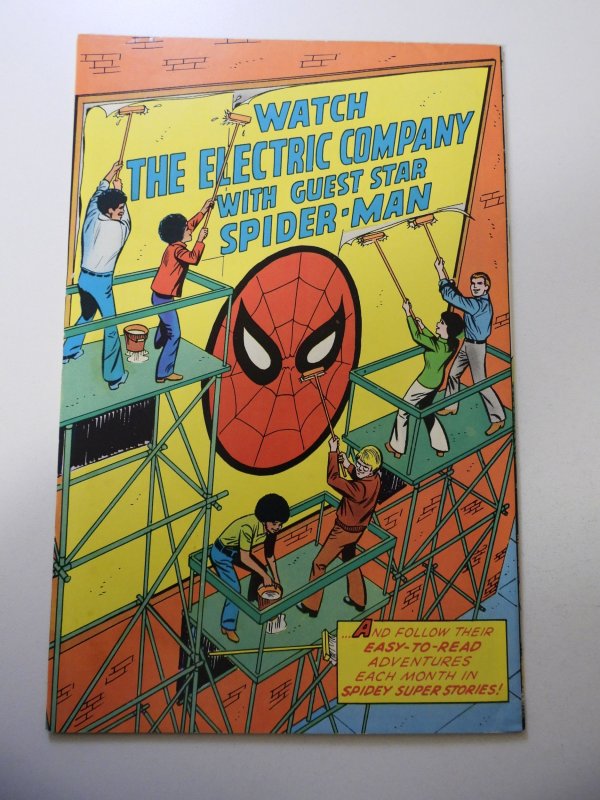 WATCH
THE ELECTRIC COMPANY
WITH GUEST STAR
SPIDER-MAN
...AND FOLLOW THEIR
EASY-TO-READ
ADVENTURES
EACH MONTH IN
SPIDEY SUPER STORIES!